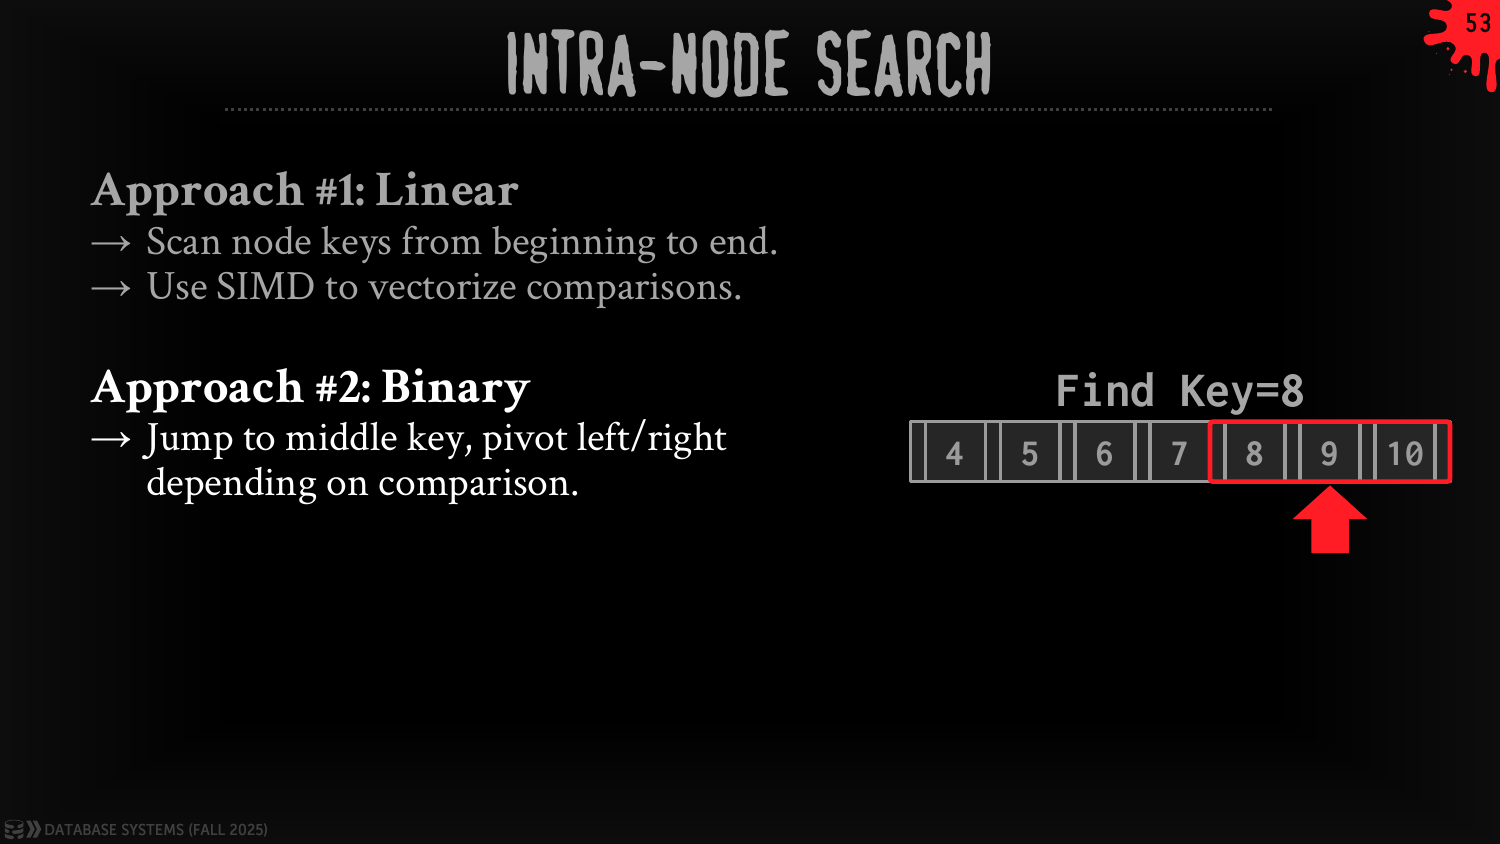 53
INTRA-NODE SEARCH
Approach #1: Linear
→ Scan node keys from beginning to end.
→ Use SIMD to vectorize comparisons.
Approach #2: Binary
→ Jump to middle key, pivot left/right
depending on comparison.
Find Key=8
4 5 6 7 8 9 10
DATABASE SYSTEMS (FALL 2025)